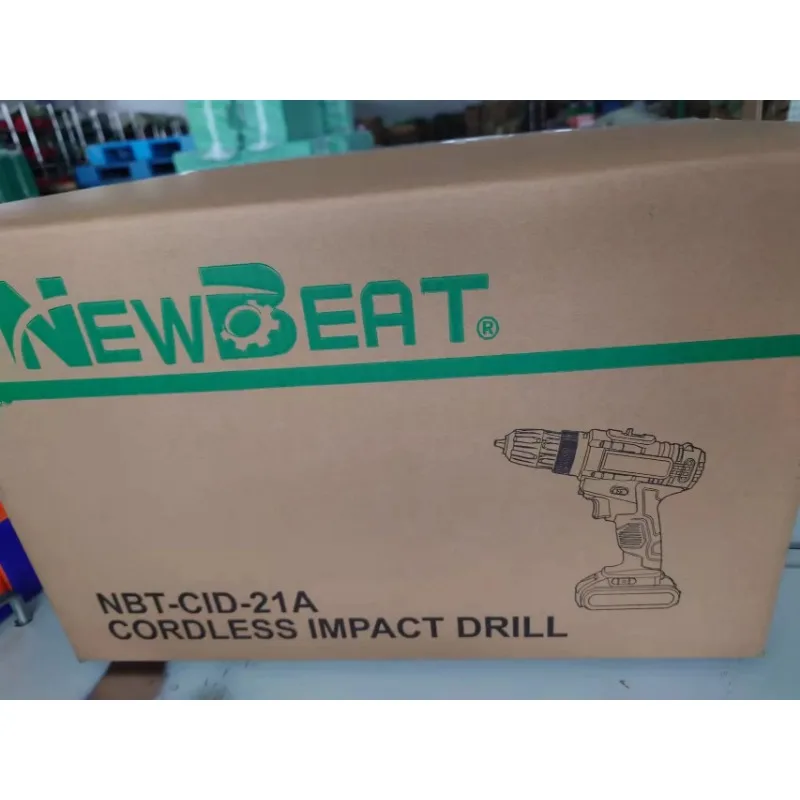 NEWBEAT®
NBT-CID-21A
CORDLESS IMPACT DRILL